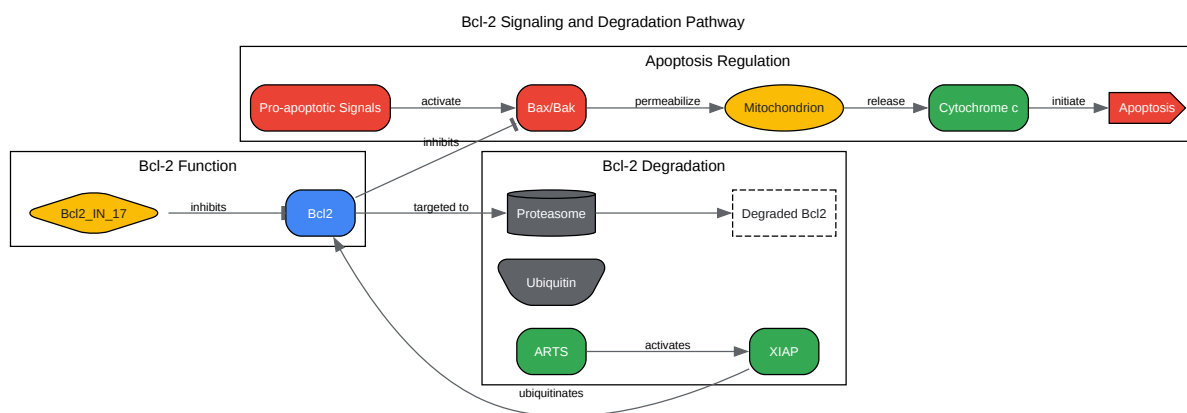 Bcl-2 Signaling and Degradation Pathway
Apoptosis Regulation
Pro-apoptotic Signals
activate
Bax/Bak
permeabilize
Mitochondrion
release
Cytochrome c
initiate
Apoptosis
inhibits
Bcl-2 Function
Bcl2_IN_17
inhibits
Bcl2
targeted to
Bcl-2 Degradation
Proteasome
Degraded Bcl2
Ubiquitin
ARTS
activates
XIAP
ubiquitinates